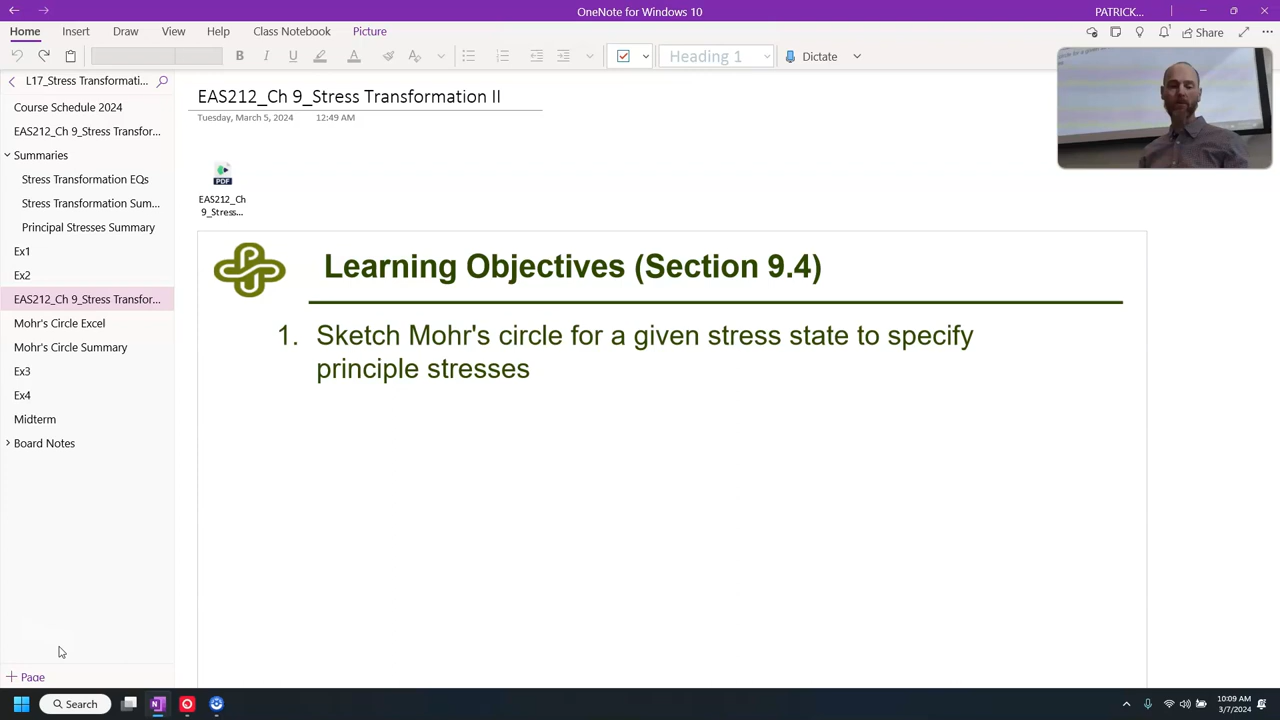 OneNote for Windows 10
PATRICK...
Home
Insert
Draw
View
Help
Class Notebook
Picture
Share
B
I
U
A
Heading 1
Dictate
L17_Stress Transformati...
Course Schedule 2024
EAS212_Ch 9_Stress Transfor...
Summaries
Stress Transformation EQs
Stress Transformation Sum...
Principal Stresses Summary
Ex1
Ex2
EAS212_Ch 9_Stress Transfor...
Mohr's Circle Excel
Mohr's Circle Summary
Ex3
Ex4
Midterm
Board Notes
Page
EAS212_Ch 9_Stress Transformation II
Tuesday, March 5, 2024
12:49 AM
PDF
EAS212_Ch
9_Stress...
Learning Objectives (Section 9.4)
1. Sketch Mohr's circle for a given stress state to specify
principle stresses
Search
10:09 AM
3/7/2024